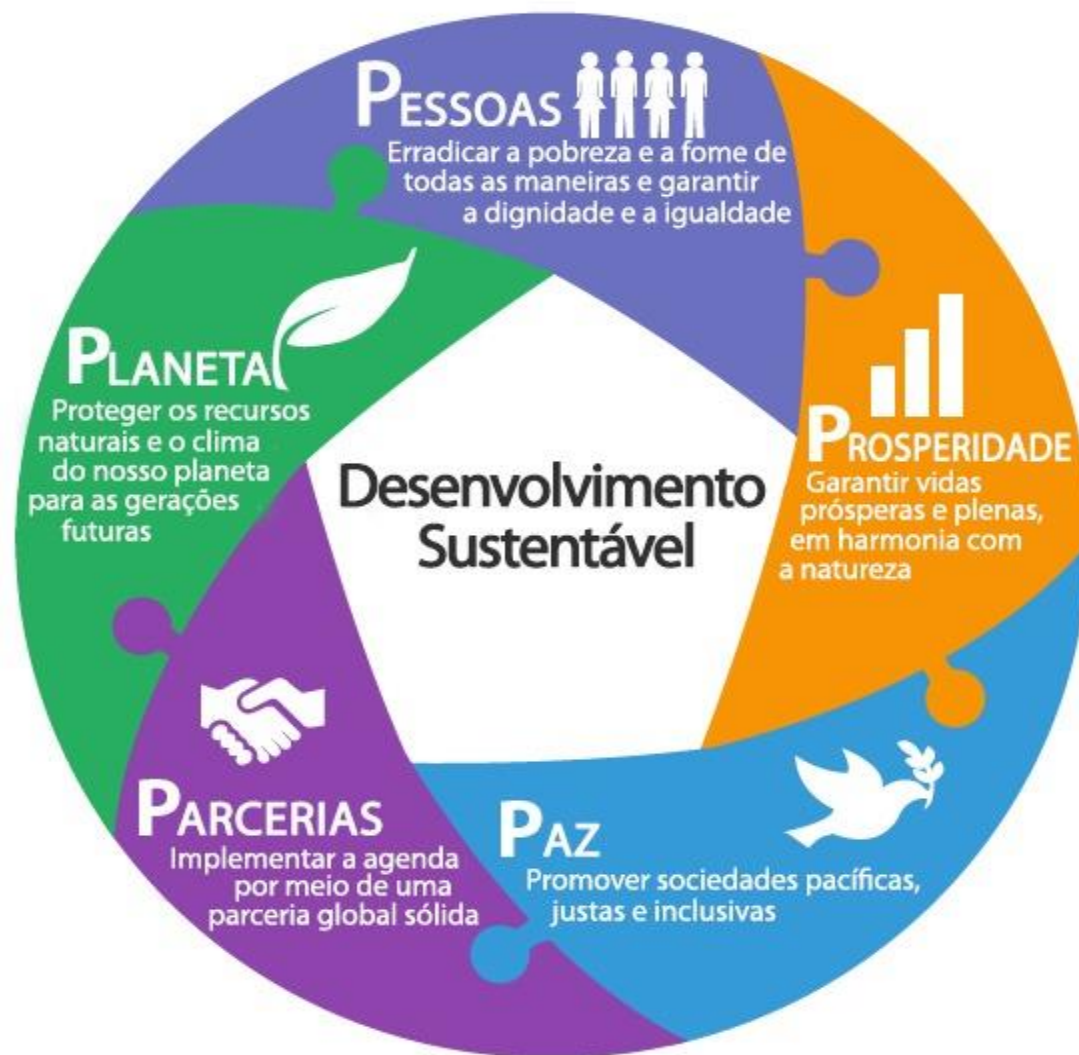 PESSOAS
Erradicar a pobreza e a fome de
todas as maneiras e garantir
a dignidade e a igualdade
PROSPERIDADE
Garantir vidas
prósperas e plenas,
em harmonia com
a natureza
PAZ
Promover sociedades pacíficas,
justas e inclusivas
PARCERIAS
Implementar a agenda
por meio de uma
parceria global sólida
PLANETA
Proteger os recursos
naturais e o clima
do nosso planeta
para as gerações
futuras
Desenvolvimento
Sustentável